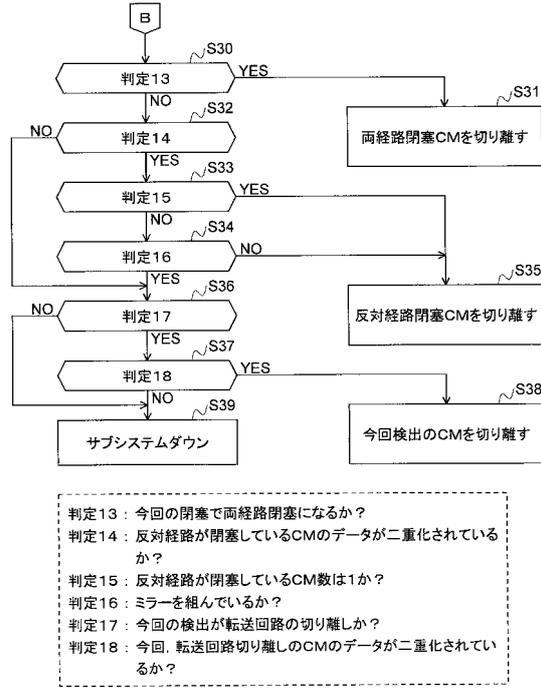 B
S30
判定13
YES
NO
S31
両経路閉塞CMを切り離す
S32
NO
判定14
YES
S33
判定15
YES
NO
S34
判定16
NO
YES
S35
反対経路閉塞CMを切り離す
S36
NO
判定17
YES
S37
判定18
YES
NO
S38
今回検出のCMを切り離す
S39
サブシステムダウン
判定13：今回の閉塞で両経路閉塞になるか？
判定14：反対経路が閉塞しているCMのデータが二重化されている
か？
判定15：反対経路が閉塞しているCM数は1か？
判定16：ミラーを組んでいるか？
判定17：今回の検出が転送回路の切り離しか？
判定18：今回，転送回路切り離しのCMのデータが二重化されてい
るか？